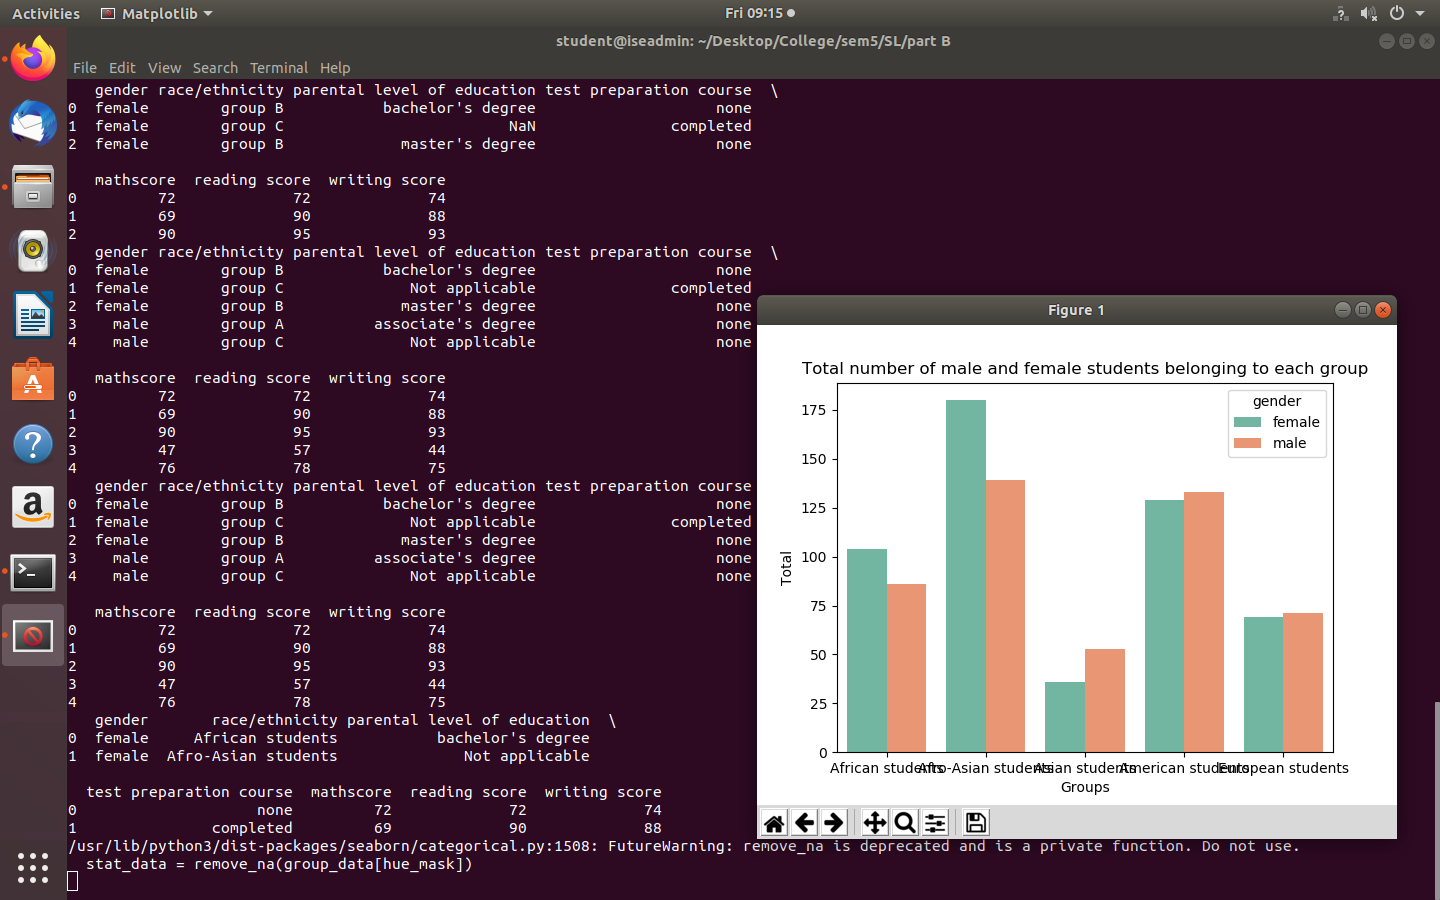 Activities Matplotlib Fri 09:15
student@iseadmin: ~/Desktop/College/sem5/SL/part B
File Edit View Search Terminal Help
gender race/ethnicity parental level of education test preparation course \
0 female group B bachelor's degree none
1 female group C NaN completed
2 female group B master's degree none
mathscore reading score writing score
0 72 72 74
1 69 90 88
2 90 95 93
gender race/ethnicity parental level of education test preparation course \
0 female group B bachelor's degree none
1 female group C Not applicable completed
2 female group B master's degree none
3 male group A associate's degree none
4 male group C Not applicable none
mathscore reading score writing score
0 72 72 74
1 69 90 88
2 90 95 93
3 47 57 44
4 76 78 75
gender race/ethnicity parental level of education test preparation course
0 female group B bachelor's degree none
1 female group C Not applicable completed
2 female group B master's degree none
3 male group A associate's degree none
4 male group C Not applicable none
mathscore reading score writing score
0 72 72 74
1 69 90 88
2 90 95 93
3 47 57 44
4 76 78 75
gender race/ethnicity parental level of education \
0 female African students bachelor's degree
1 female Afro-Asian students Not applicable
test preparation course mathscore reading score writing score
0 none 72 72 74
1 completed 69 90 88
/usr/lib/python3/dist-packages/seaborn/categorical.py:1508: FutureWarning: remove_na is deprecated and is a private function. Do not use.
stat_data = remove_na(group_data[hue_mask])
Figure 1
Total number of male and female students belonging to each group
gender
female
male
175
150
125
100
75
50
25
0
Total
African students Afro-Asian students Asian students American students European students
Groups